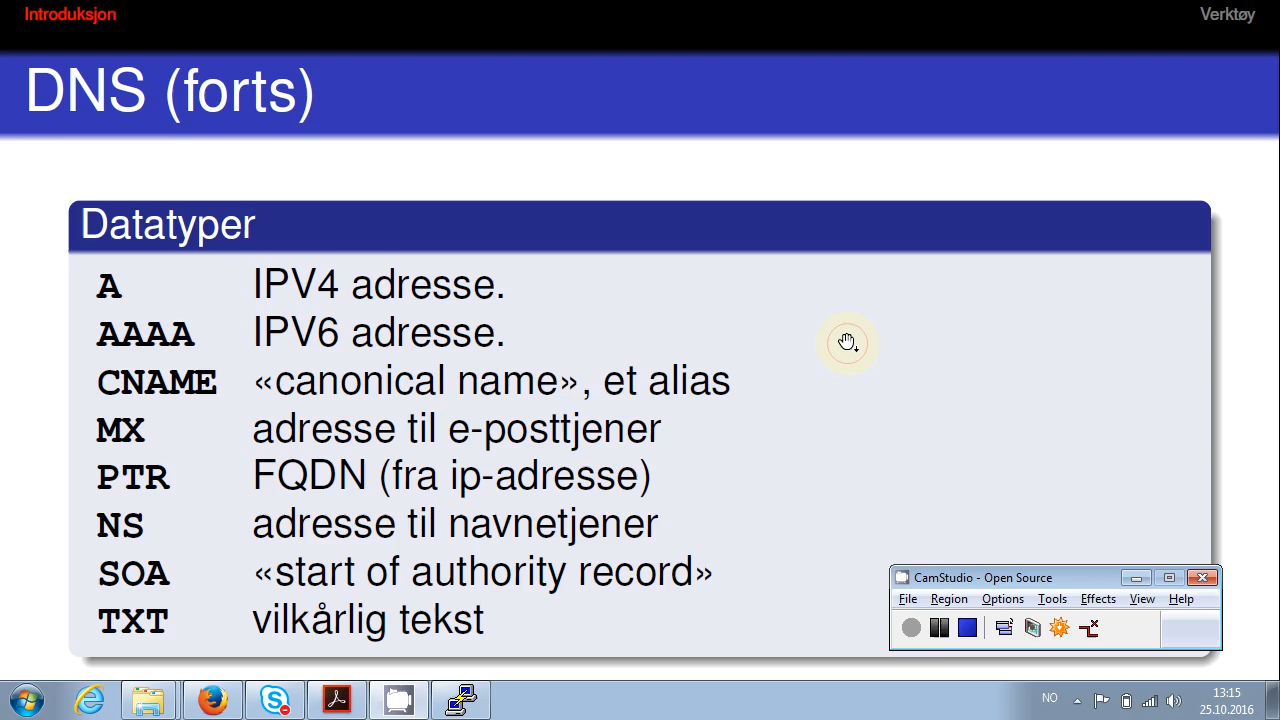 Introduksjon
Verktøy
DNS (forts)
Datatyper
A IPV4 adresse.
AAAA IPV6 adresse.
CNAME «canonical name», et alias
MX adresse til e-posttjener
PTR FQDN (fra ip-adresse)
NS adresse til navnetjener
SOA «start of authority record»
TXT vilkårlig tekst
CamStudio - Open Source
File Region Options Tools Effects View Help
NO
13:15
25.10.2016